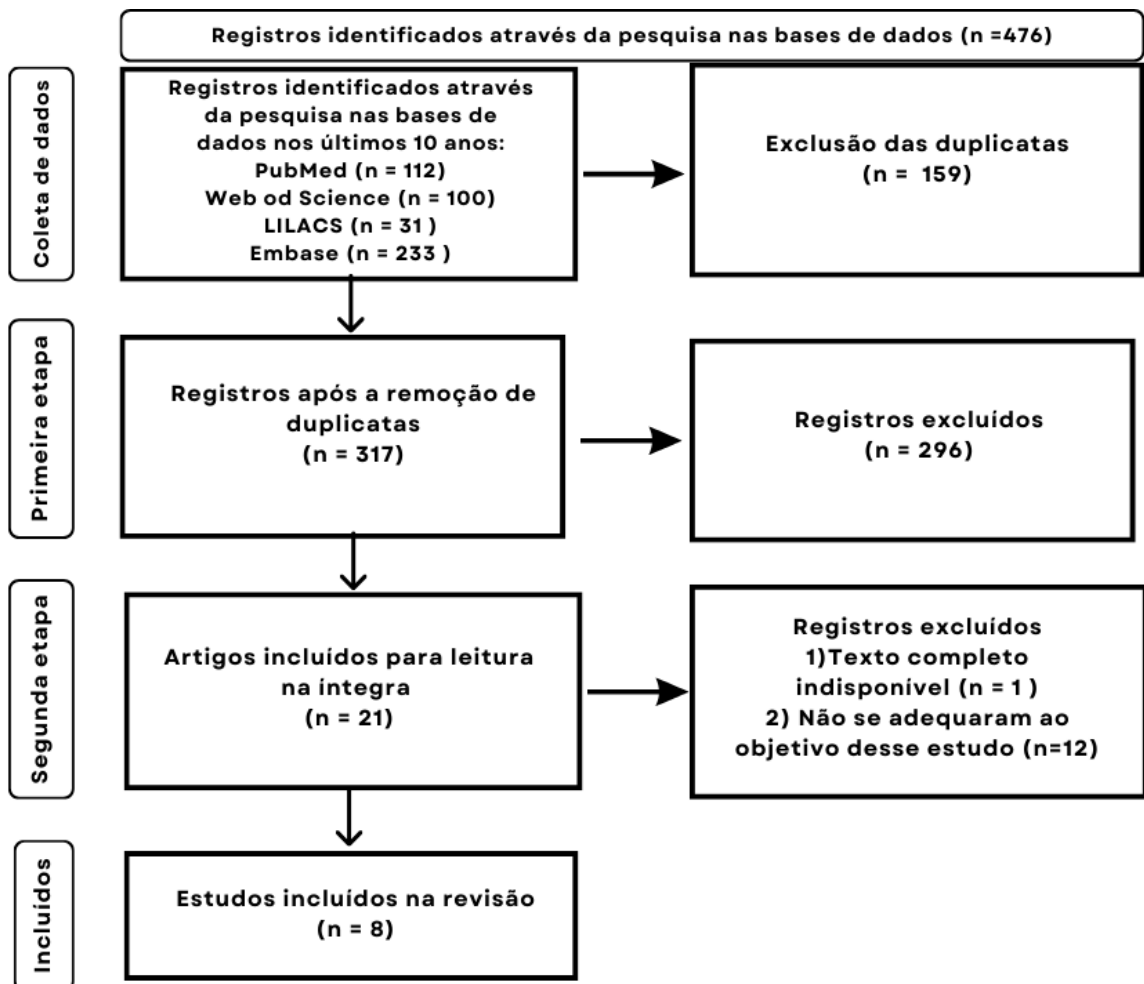 Registros identificados através da pesquisa nas bases de dados (n =476)
Coleta de dados
Registros identificados através
da pesquisa nas bases de
dados nos últimos 10 anos:
PubMed (n = 112)
Web od Science (n = 100)
LILACS (n = 31 )
Embase (n = 233 )
Exclusão das duplicatas
(n = 159)
Primeira etapa
Registros após a remoção de
duplicatas
(n = 317)
Registros excluídos
(n = 296)
Segunda etapa
Artigos incluídos para leitura
na íntegra
(n = 21)
Registros excluídos
1)Texto completo
indisponível (n = 1 )
2) Não se adequaram ao
objetivo desse estudo (n=12)
Incluídos
Estudos incluídos na revisão
(n = 8)